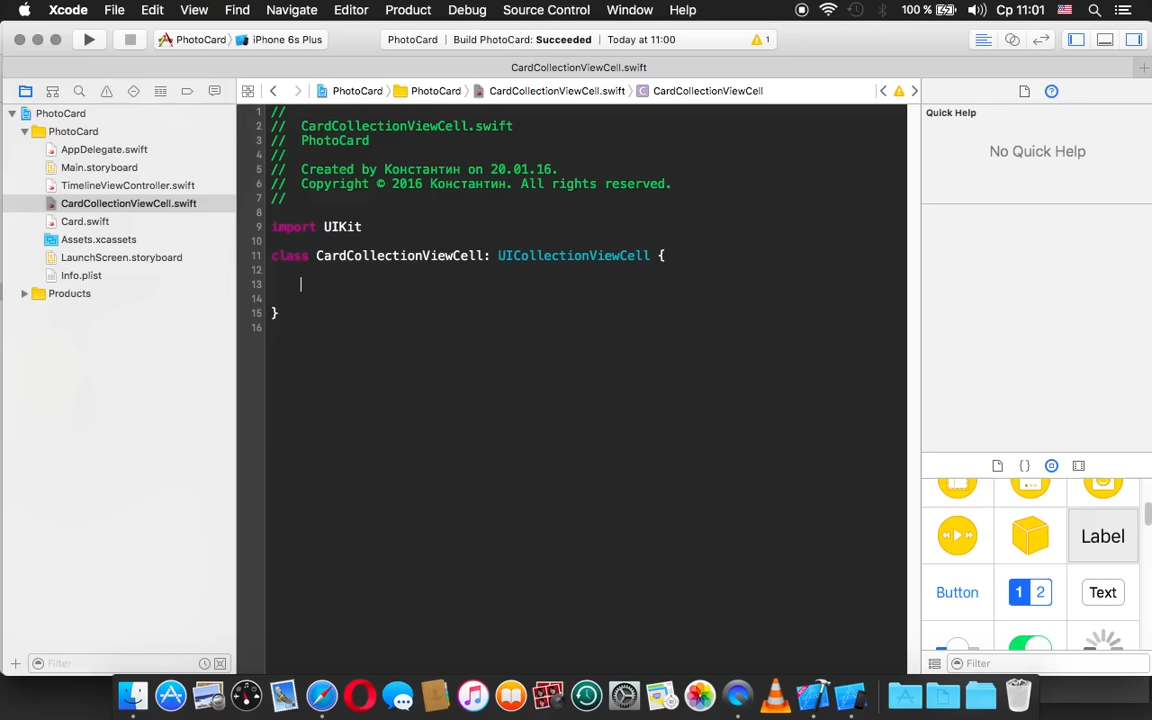 Xcode File Edit View Find Navigate Editor Product Debug Source Control Window Help 100 % Ср 11:01
PhotoCard iPhone 6s Plus PhotoCard Build PhotoCard: Succeeded Today at 11:00 1
CardCollectionViewCell.swift
PhotoCard PhotoCard CardCollectionViewCell.swift C CardCollectionViewCell
PhotoCard
PhotoCard
AppDelegate.swift
Main.storyboard
TimelineViewController.swift
CardCollectionViewCell.swift
Card.swift
Assets.xcassets
LaunchScreen.storyboard
Info.plist
Products
Filter
1 //
2 // CardCollectionViewCell.swift
3 // PhotoCard
4 //
5 // Created by Константин on 20.01.16.
6 // Copyright © 2016 Константин. All rights reserved.
7 //
8
9 import UIKit
10
11 class CardCollectionViewCell: UICollectionViewCell {
12
13
14
15 }
16
Quick Help
No Quick Help
{ }
Label
Button 1 2 Text
Filter